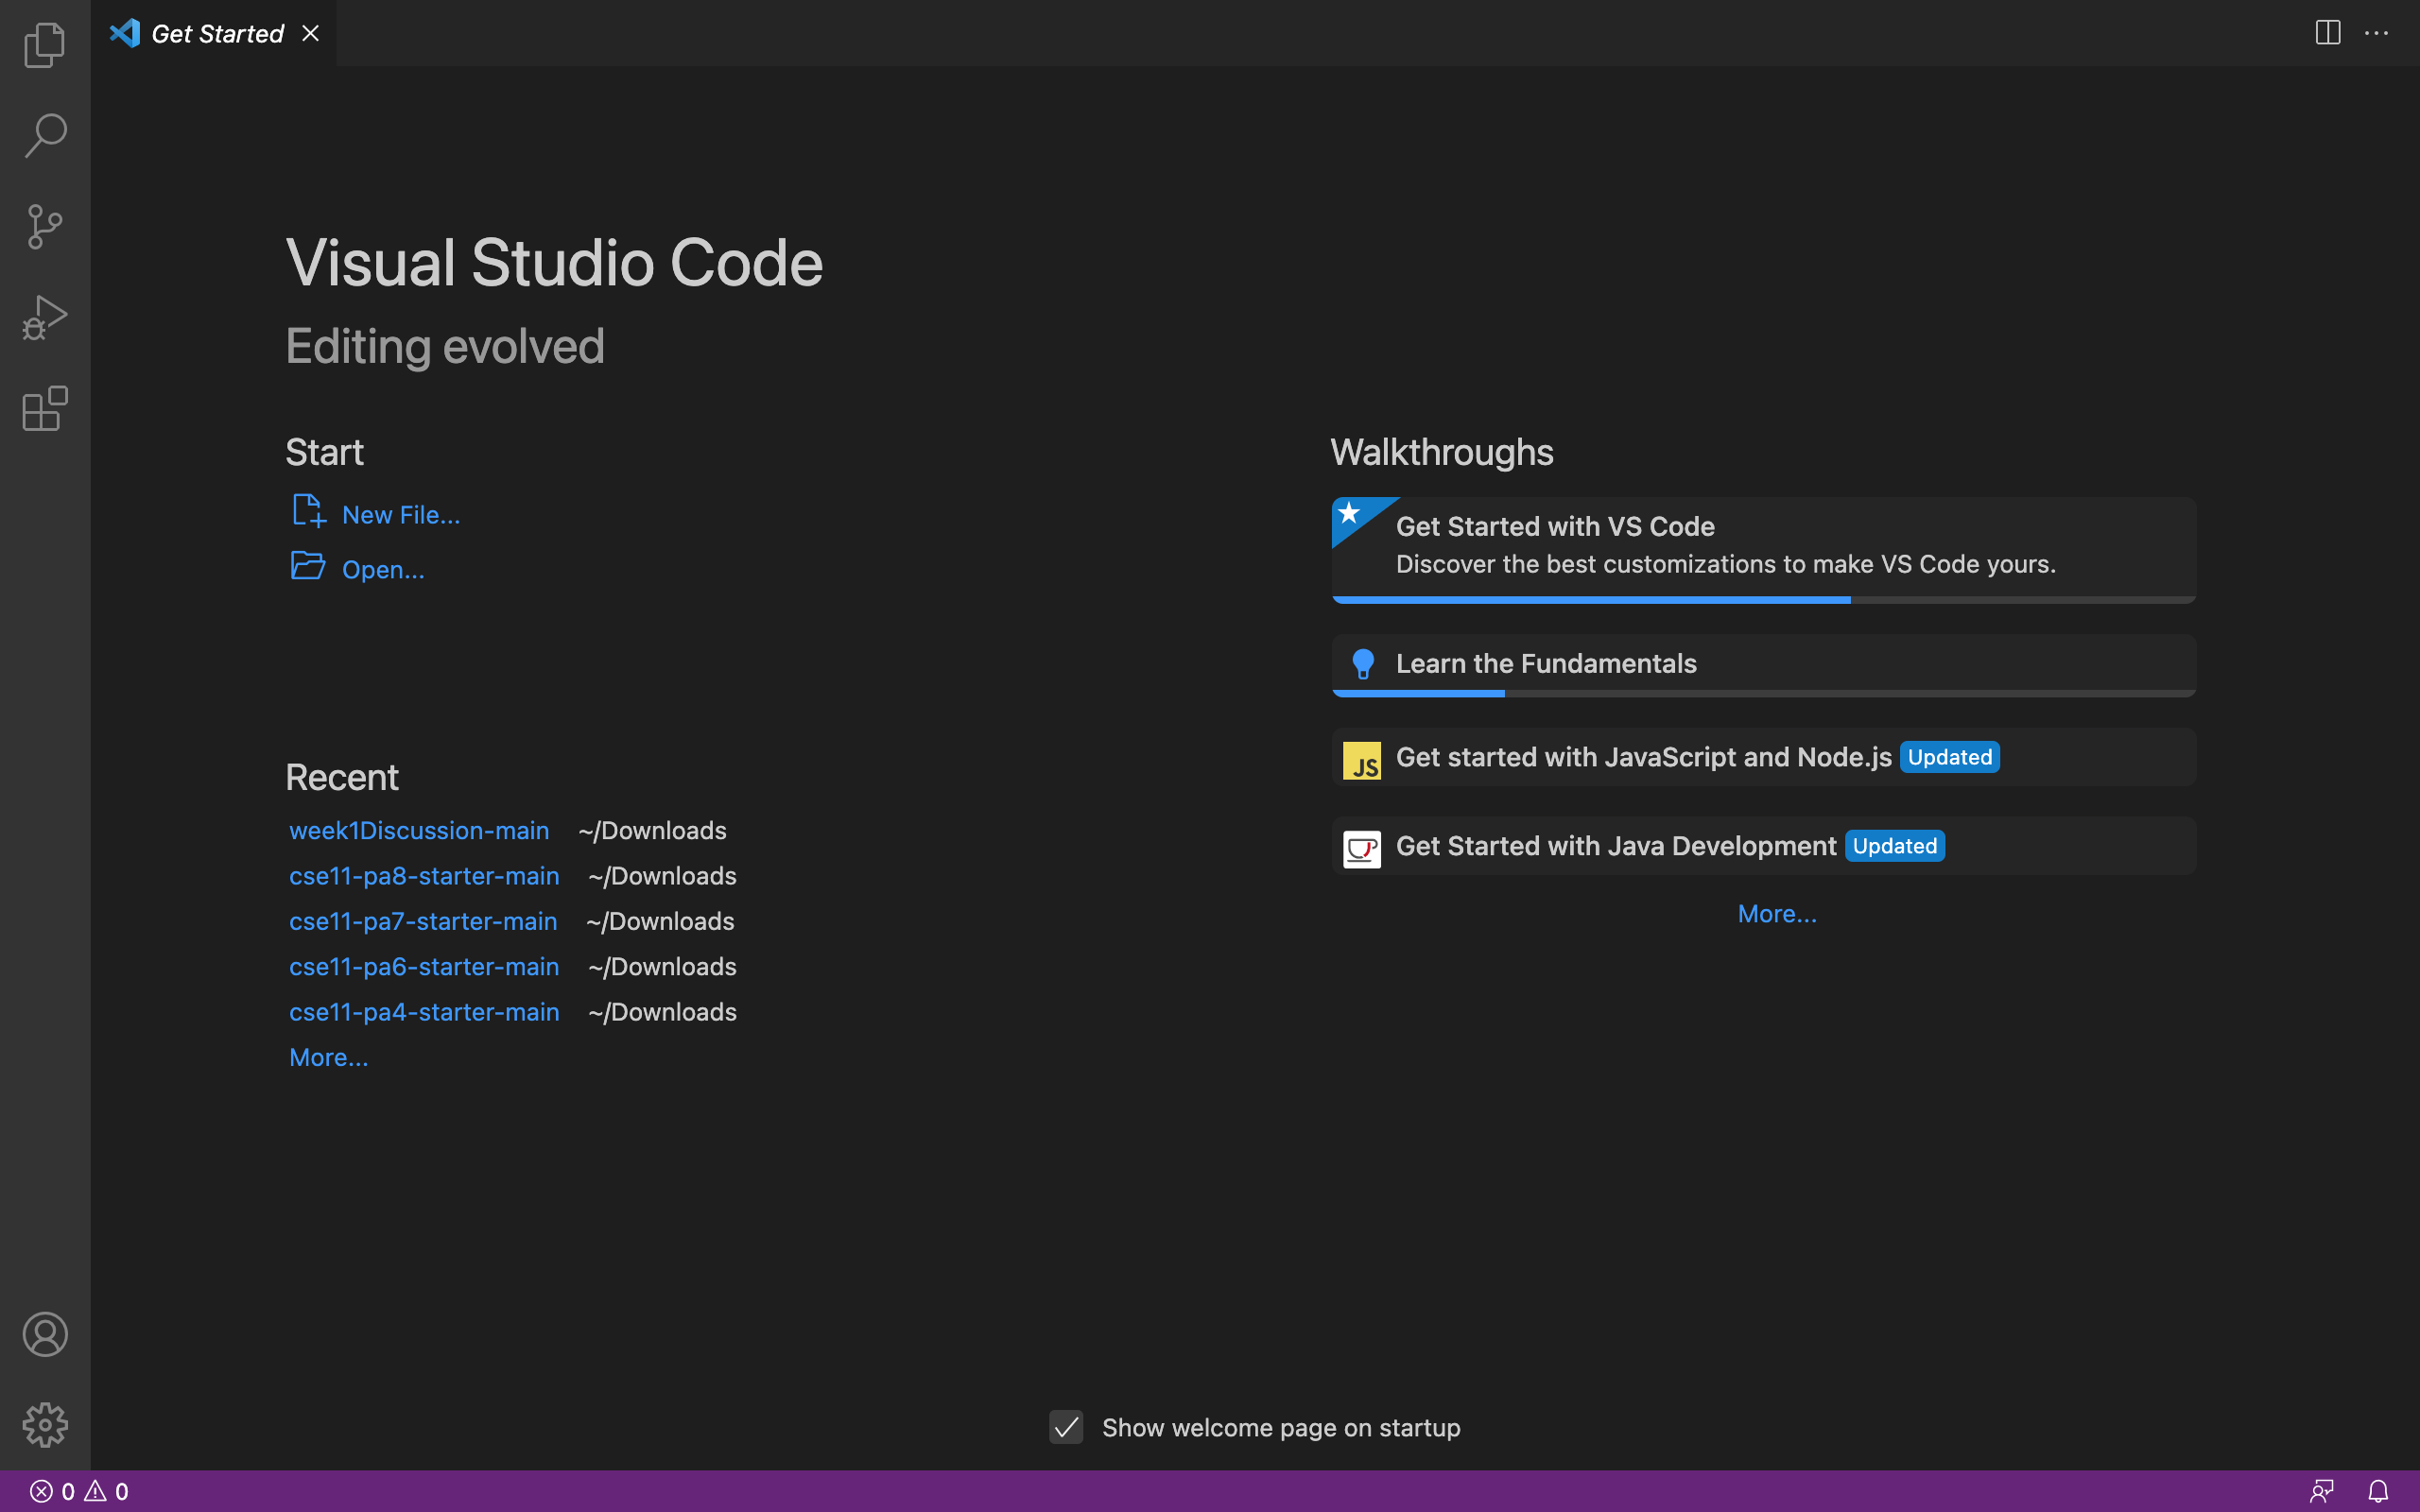 Get Started
Visual Studio Code
Editing evolved
Start
New File...
Open...
Recent
week1Discussion-main ~/Downloads
cse11-pa8-starter-main ~/Downloads
cse11-pa7-starter-main ~/Downloads
cse11-pa6-starter-main ~/Downloads
cse11-pa4-starter-main ~/Downloads
More...
Walkthroughs
Get Started with VS Code
Discover the best customizations to make VS Code yours.
Learn the Fundamentals
JS Get started with JavaScript and Node.js Updated
Get Started with Java Development Updated
More...
Show welcome page on startup
0 0